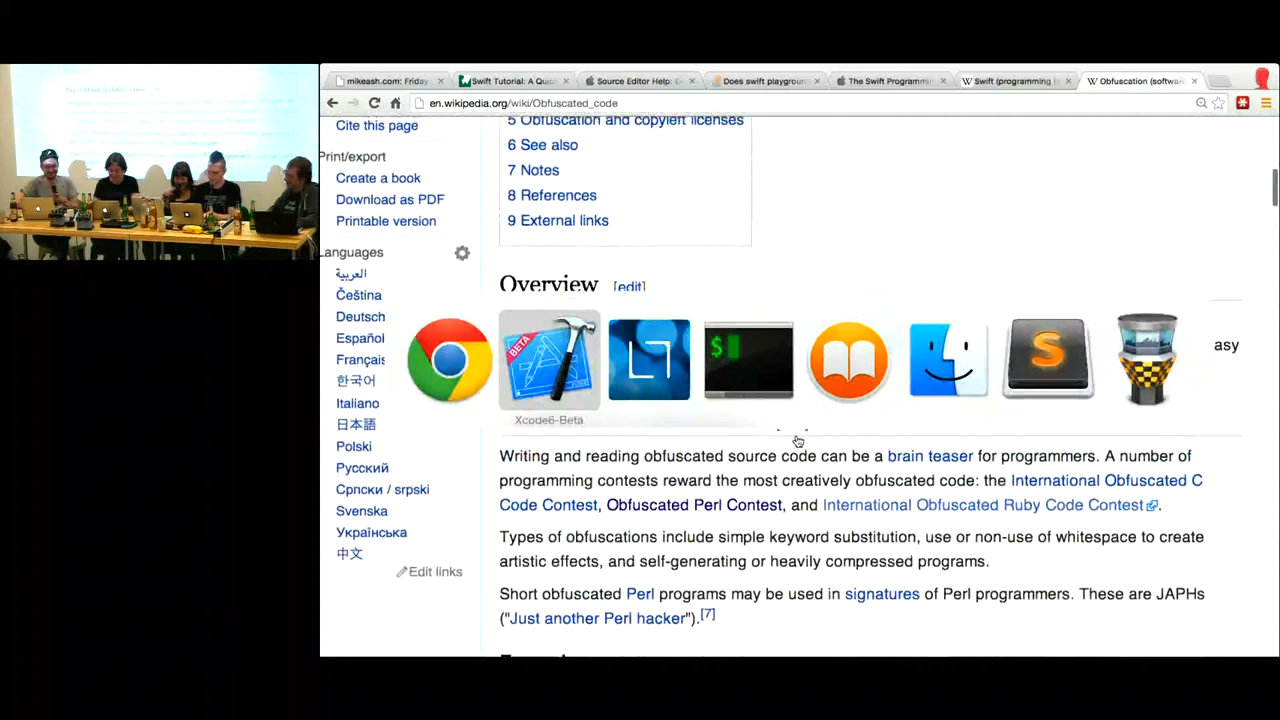 mikeash.com: Friday
Swift Tutorial: A Quic
Source Editor Help: E
Does swift playgroun
The Swift Programmi
Swift (programming l
Obfuscation (softwar
en.wikipedia.org/wiki/Obfuscated_code
Cite this page
Print/export
Create a book
Download as PDF
Printable version
Languages
العربية
Čeština
Deutsch
Español
Français
한국어
Italiano
日本語
Polski
Русский
Српски / srpski
Svenska
Українська
中文
Edit links
5 Obfuscation and copyleft licenses
6 See also
7 Notes
8 References
9 External links
Overview [edit]
BETA
$
S
asy
Xcode6-Beta
Writing and reading obfuscated source code can be a brain teaser for programmers. A number of
programming contests reward the most creatively obfuscated code: the International Obfuscated C
Code Contest, Obfuscated Perl Contest, and International Obfuscated Ruby Code Contest.
Types of obfuscations include simple keyword substitution, use or non-use of whitespace to create
artistic effects, and self-generating or heavily compressed programs.
Short obfuscated Perl programs may be used in signatures of Perl programmers. These are JAPHs
("Just another Perl hacker").[7]